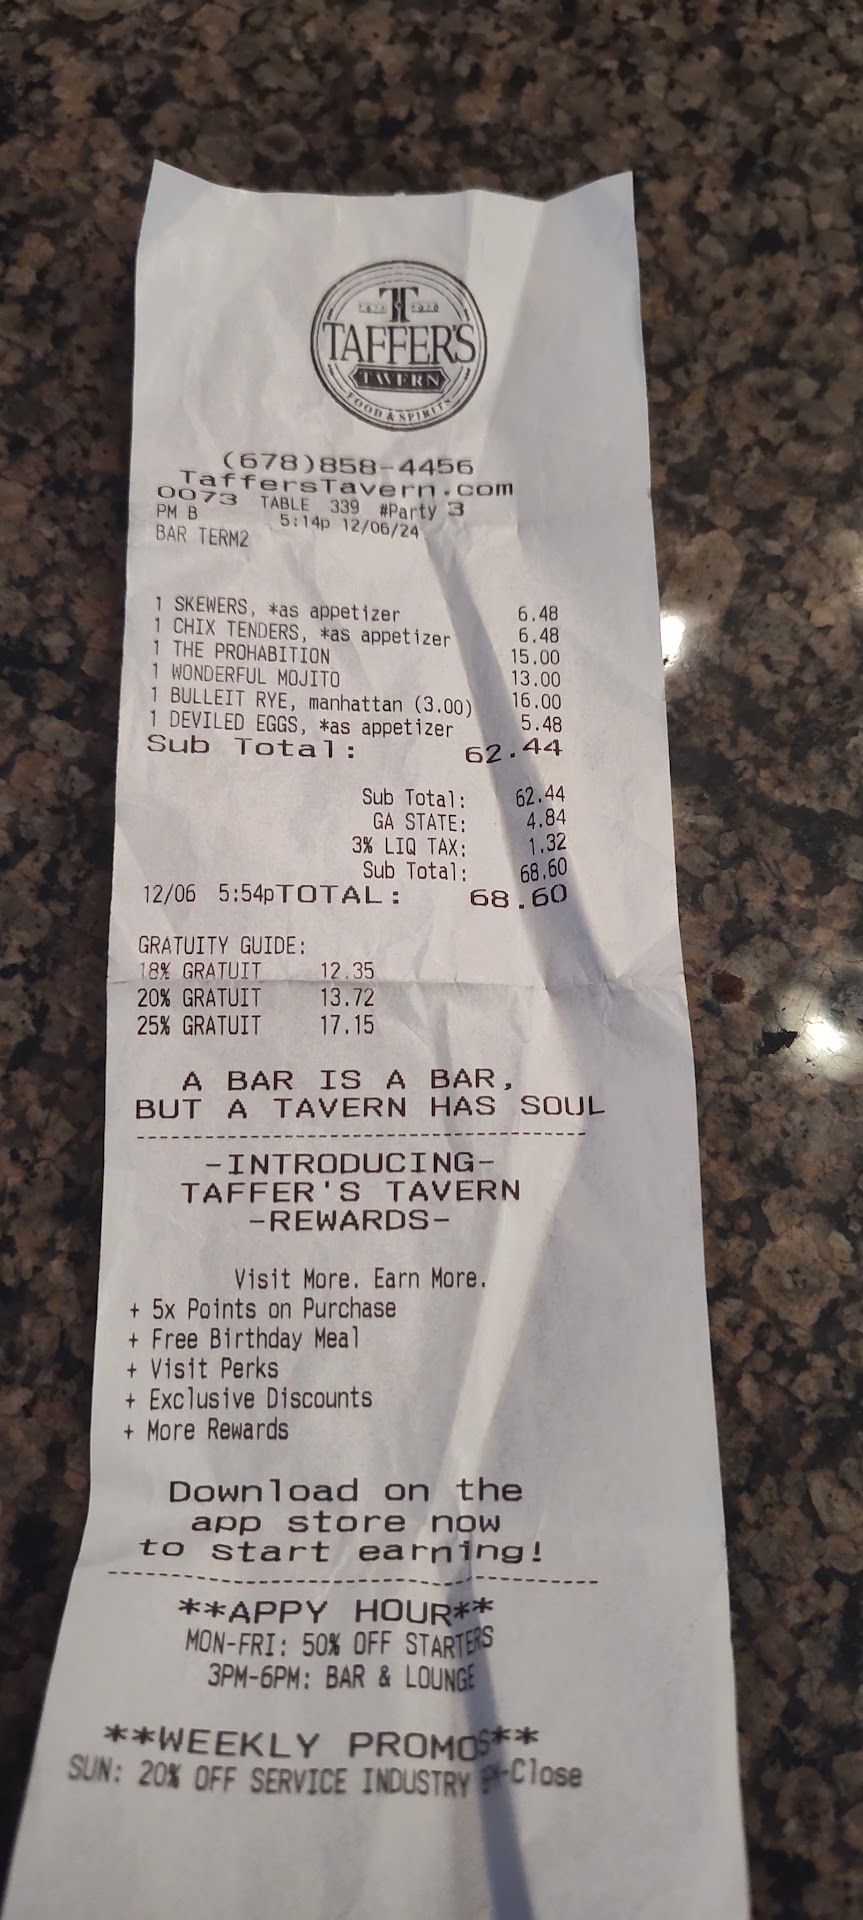 T
TAFFER'S
TAVERN
FOOD & SPIRITS
(678)858-4456
TaffersTavern.com
0073 TABLE 339 #Party 3
PM B 5:14p 12/06/24
BAR TERM2
1 SKEWERS, *as appetizer 6.48
1 CHIX TENDERS, *as appetizer 6.48
1 THE PROHABITION 15.00
1 WONDERFUL MOJITO 13.00
1 BULLEIT RYE, manhattan (3.00) 16.00
1 DEVILED EGGS, *as appetizer 5.48
Sub Total: 62.44
Sub Total: 62.44
GA STATE: 4.84
3% LIQ TAX: 1.32
Sub Total: 68.60
12/06 5:54pTOTAL: 68.60
GRATUITY GUIDE:
18% GRATUIT 12.35
20% GRATUIT 13.72
25% GRATUIT 17.15
A BAR IS A BAR,
BUT A TAVERN HAS SOUL
-INTRODUCING-
TAFFER'S TAVERN
-REWARDS-
Visit More. Earn More.
+ 5x Points on Purchase
+ Free Birthday Meal
+ Visit Perks
+ Exclusive Discounts
+ More Rewards
Download on the
app store now
to start earning!
**APPY HOUR**
MON-FRI: 50% OFF STARTERS
3PM-6PM: BAR & LOUNGE
**WEEKLY PROMOS**
SUN: 20% OFF SERVICE INDUSTRY -Close